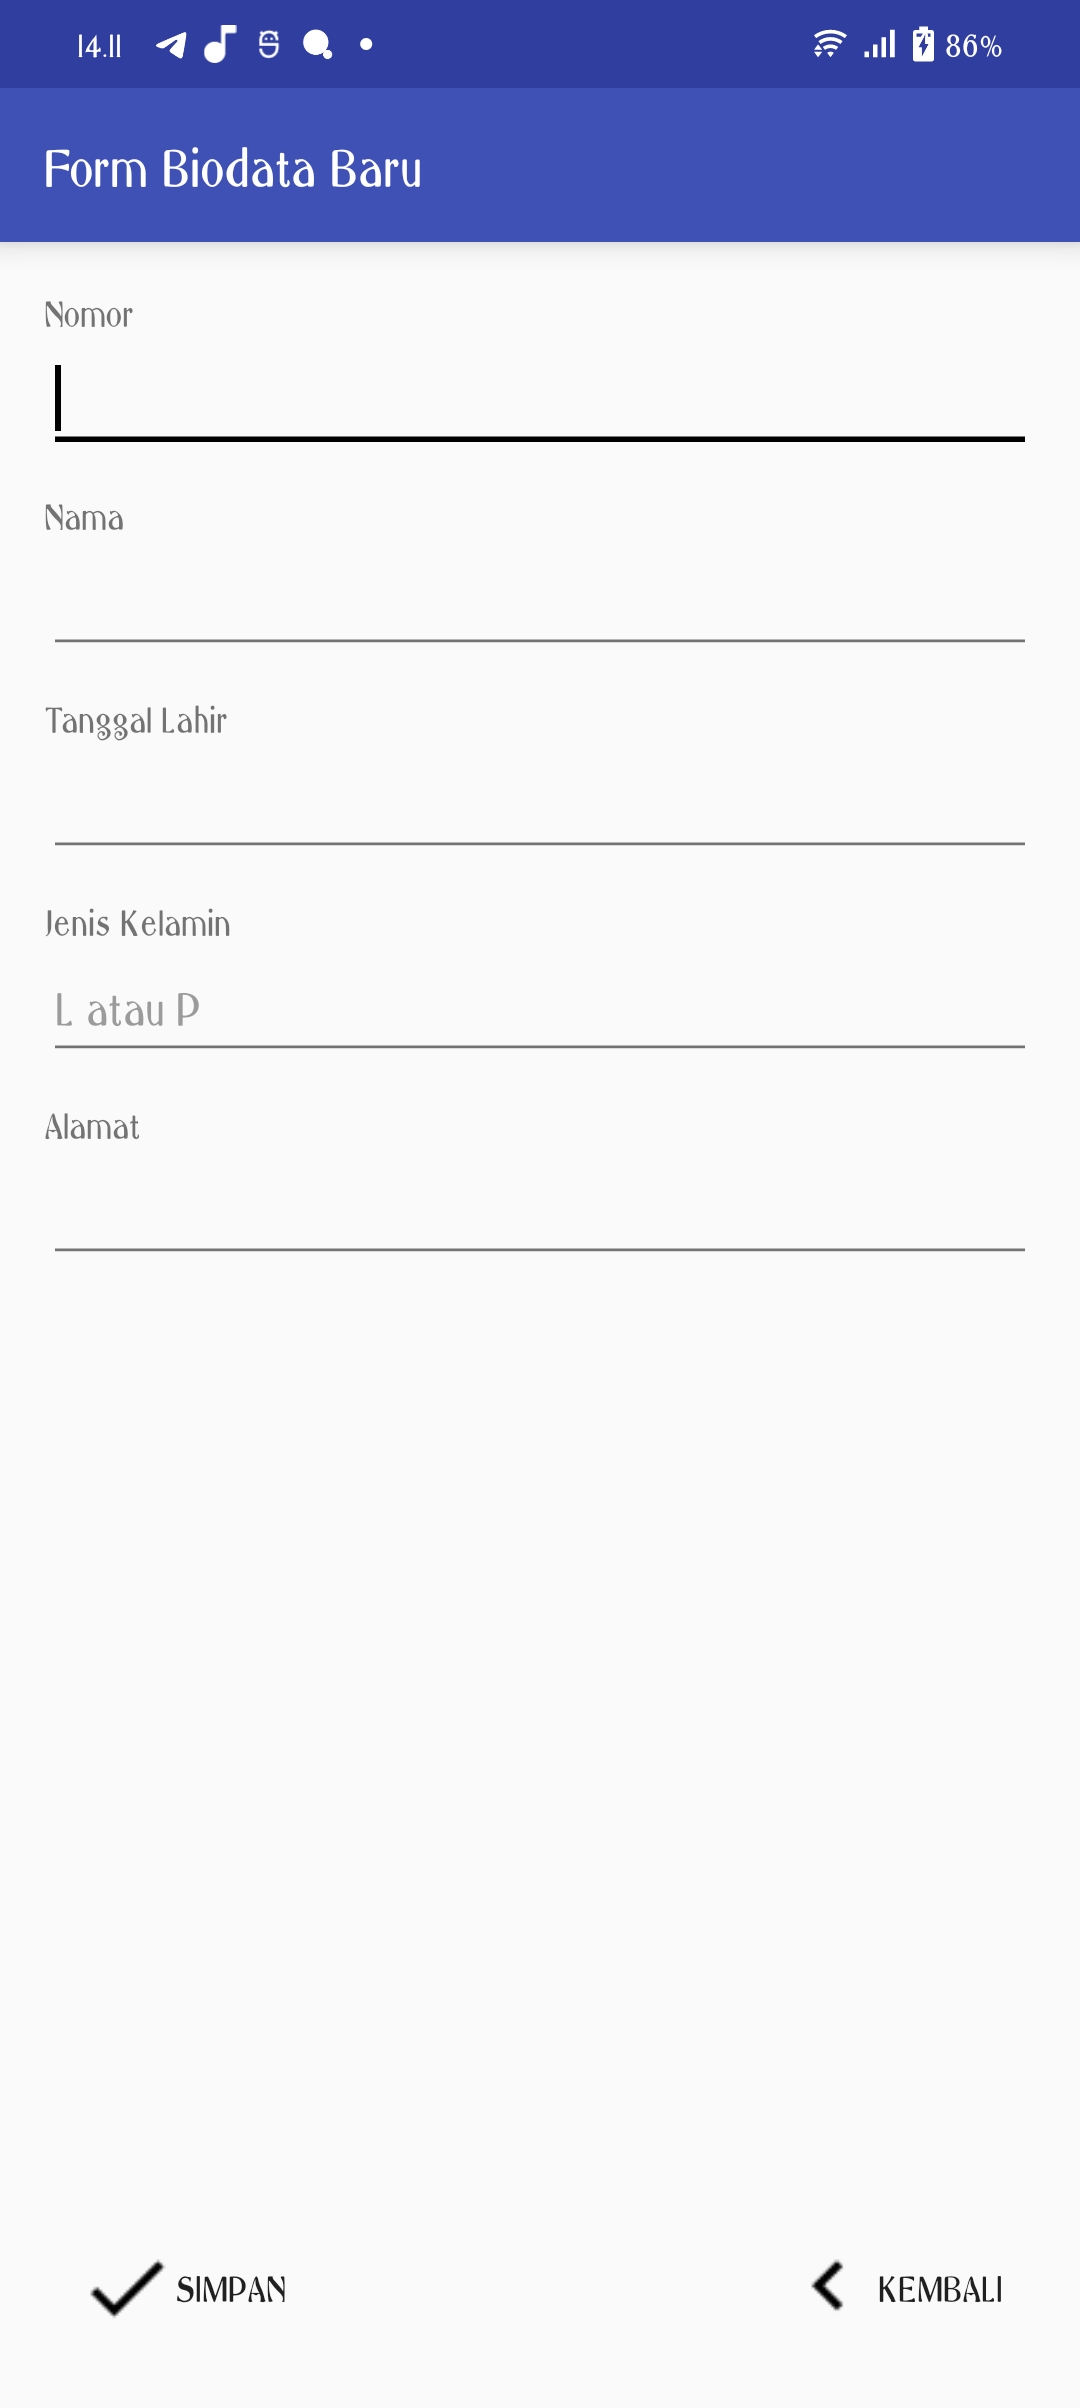 14.11 86%
Form Biodata Baru
Nomor
Nama
Tanggal Lahir
Jenis Kelamin
L atau P
Alamat
SIMPAN KEMBALI